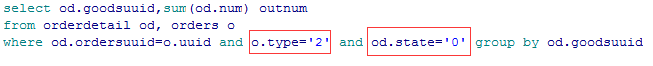 select od.goodsuuid,sum(od.num) outnum
from orderdetail od, orders o
where od.ordersuuid=o.uuid and o.type='2' and od.state='0' group by od.goodsuuid